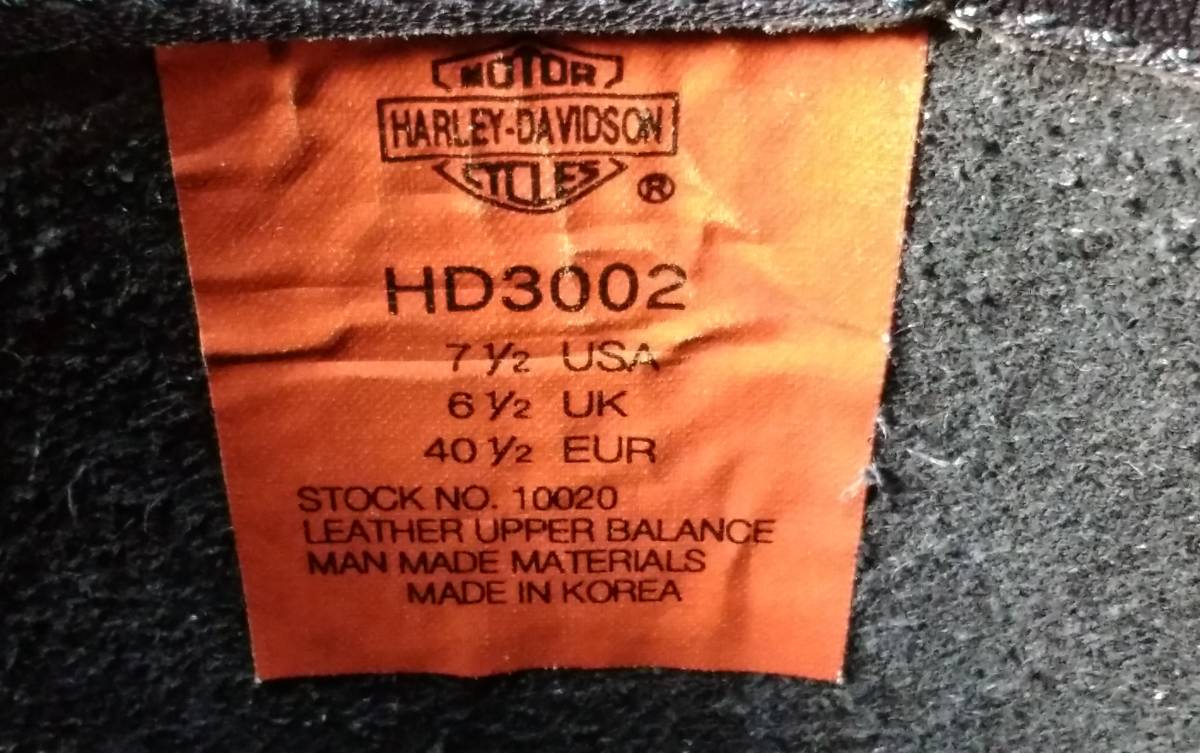 MOTOR
HARLEY-DAVIDSON
CYCLES
®
HD3002
7 ½ USA
6 ½ UK
40 ½ EUR
STOCK NO. 10020
LEATHER UPPER BALANCE
MAN MADE MATERIALS
MADE IN KOREA